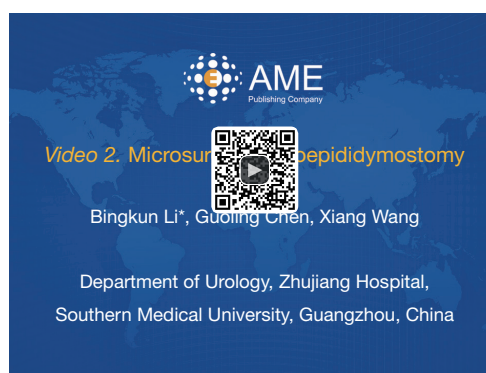 E AME
Publishing Company
Video 2. Microsur oepididymostomy
Bingkun Li*, Guoling Chen, Xiang Wang
Department of Urology, Zhujiang Hospital,
Southern Medical University, Guangzhou, China